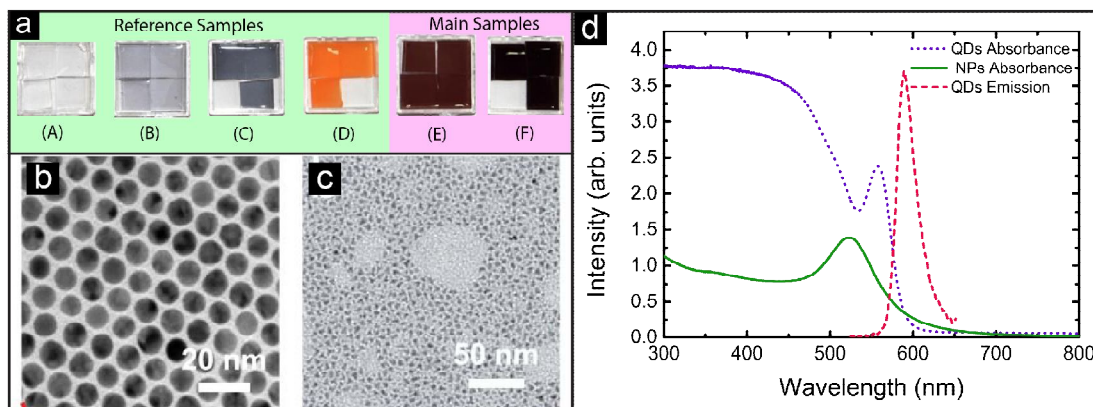 a
Reference Samples
Main Samples
(A)
(B)
(C)
(D)
(E)
(F)
b
20 nm
c
50 nm
d
QDs Absorbance
NPs Absorbance
QDs Emission
Intensity (arb. units)
4.0
3.5
3.0
2.5
2.0
1.5
1.0
0.5
0.0
300
400
500
600
700
800
Wavelength (nm)